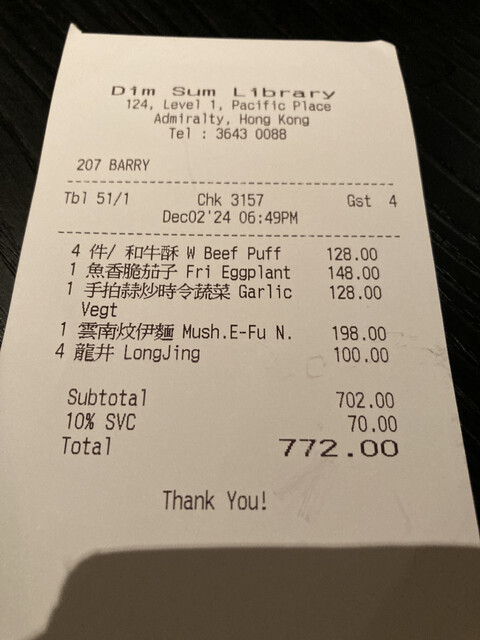 Dim Sum Library
124, Level 1, Pacific Place
Admiralty, Hong Kong
Tel : 3643 0088
207 BARRY
Tbl 51/1 Chk 3157 Gst 4
Dec02'24 06:49PM
4 件/ 和牛酥 W Beef Puff 128.00
1 魚香脆茄子 Fri Eggplant 148.00
1 手拍蒜炒時令蔬菜 Garlic 128.00
Vegt
1 雲南炆伊麵 Mush.E-Fu N. 198.00
4 龍井 LongJing 100.00
Subtotal 702.00
10% SVC 70.00
Total 772.00
Thank You!